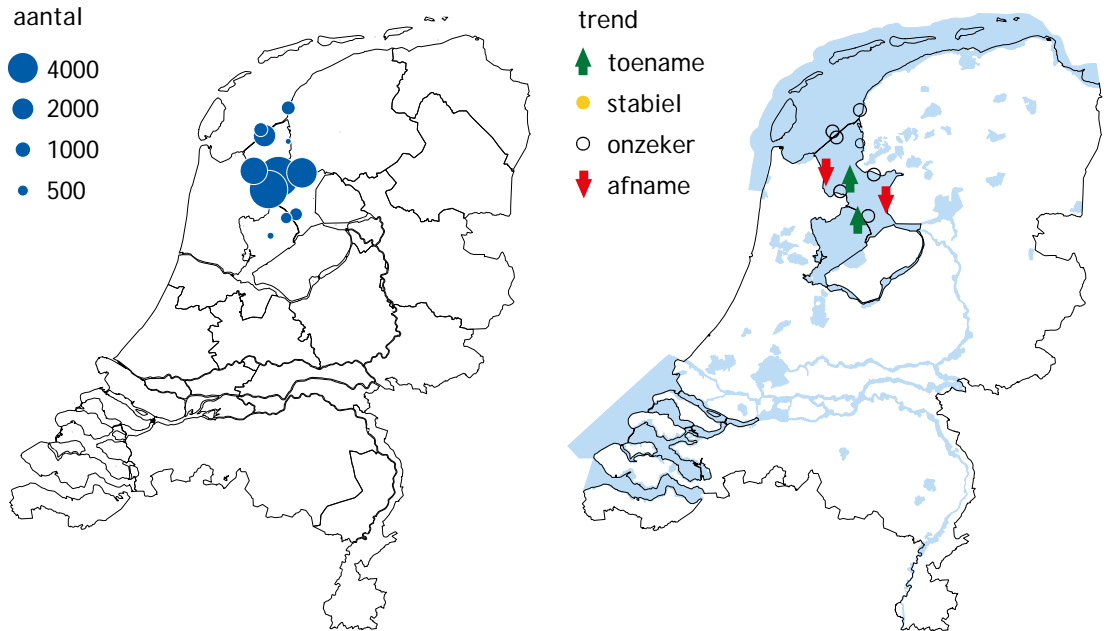 aantal
4000
2000
1000
500
trend
toename
stabiel
onzeker
afname